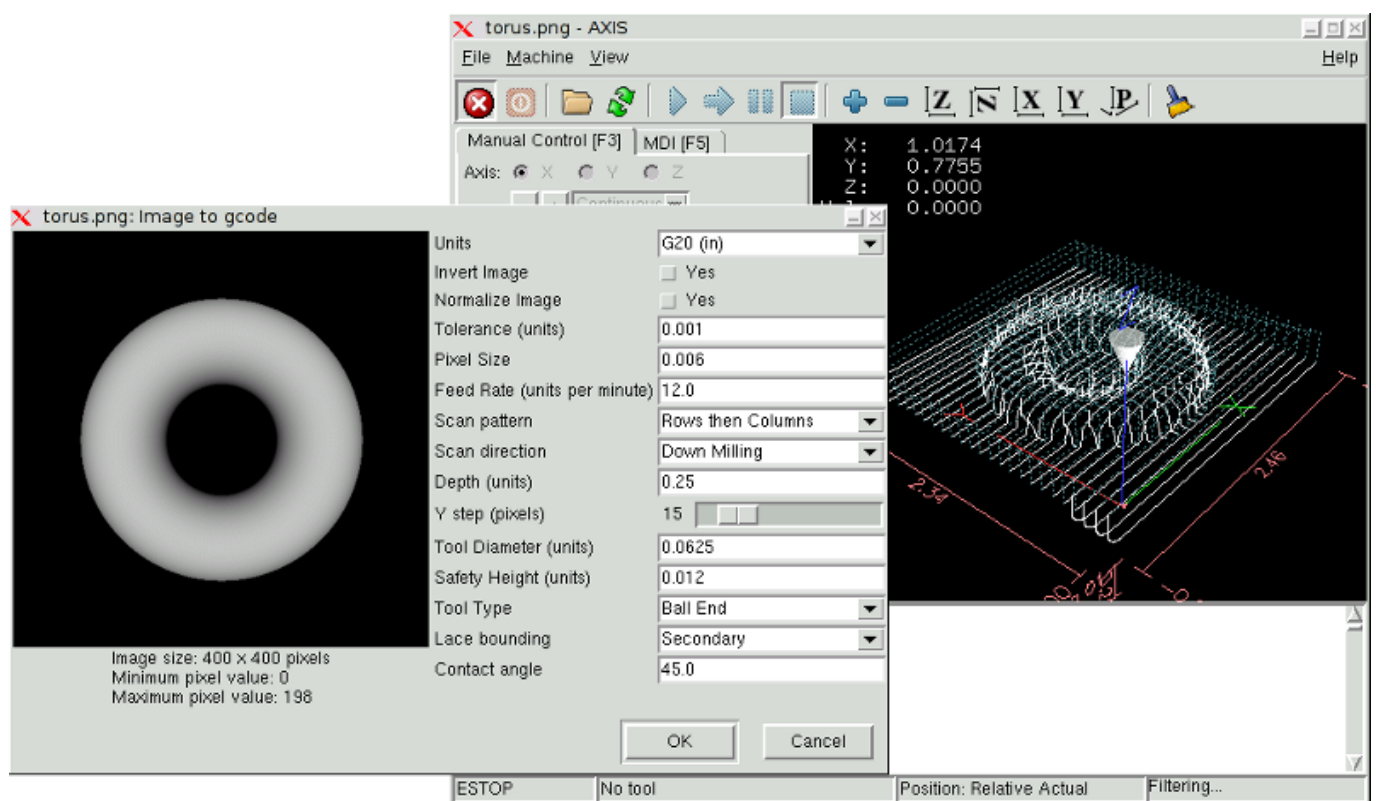 torus.png - AXIS
File Machine View Help
Z N X Y P
Manual Control [F3] MDI [F5]
Axis: X Y Z
Continuous
X: 1.0174
Y: 0.7755
Z: 0.0000
0.0000
torus.png: Image to gcode
Units G20 (in)
Invert Image Yes
Normalize Image Yes
Tolerance (units) 0.001
Pixel Size 0.006
Feed Rate (units per minute) 12.0
Scan pattern Rows then Columns
Scan direction Down Milling
Depth (units) 0.25
Y step (pixels) 15
Tool Diameter (units) 0.0625
Safety Height (units) 0.012
Tool Type Ball End
Lace bounding Secondary
Contact angle 45.0
Image size: 400 x 400 pixels
Minimum pixel value: 0
Maximum pixel value: 198
OK Cancel
2.34
2.46
ESTOP No tool Position: Relative Actual Filtering...